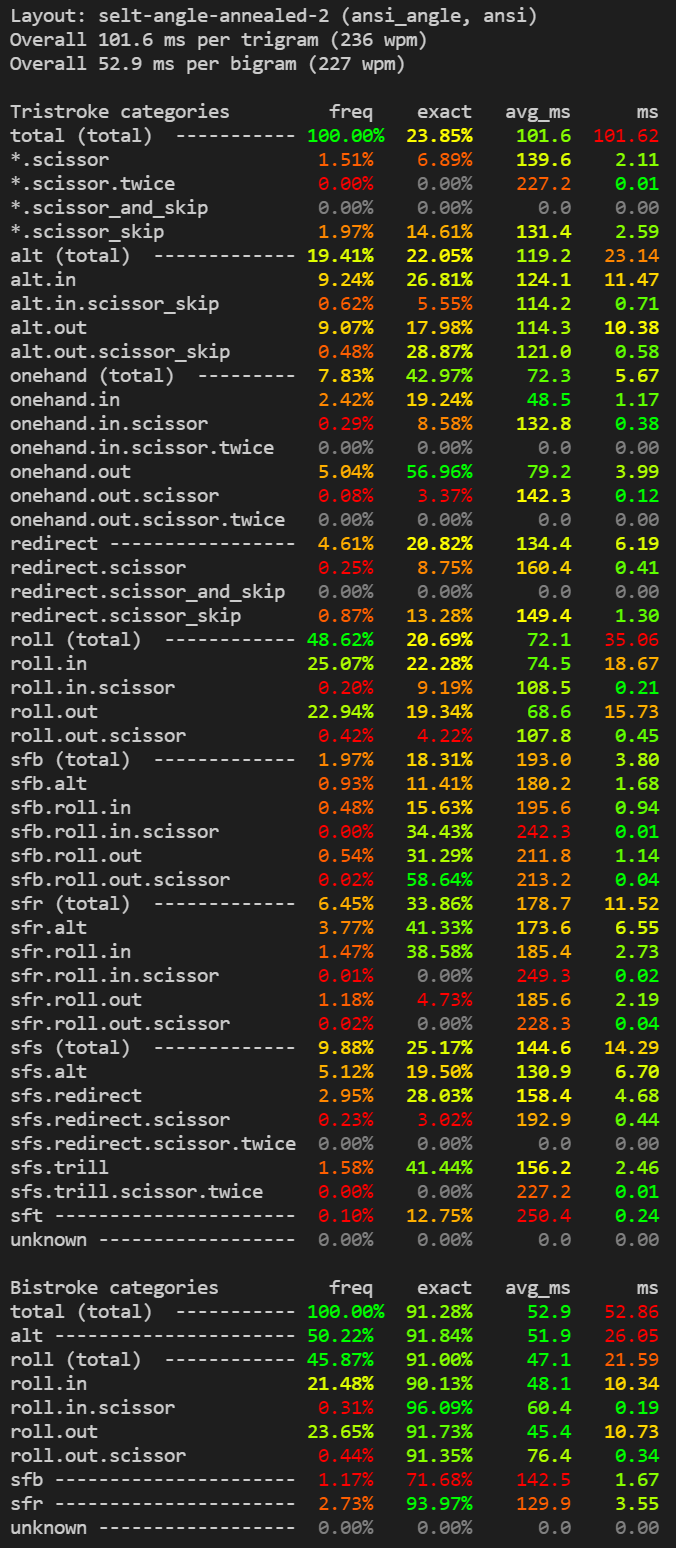 Layout: selt-angle-annealed-2 (ansi_angle, ansi)
Overall 101.6 ms per trigram (236 wpm)
Overall 52.9 ms per bigram (227 wpm)
Tristroke categories freq exact avg_ms ms
total (total) ----------- 100.00% 23.85% 101.6 101.62
*.scissor 1.51% 6.89% 139.6 2.11
*.scissor.twice 0.00% 0.00% 227.2 0.01
*.scissor_and_skip 0.00% 0.00% 0.0 0.00
*.scissor_skip 1.97% 14.61% 131.4 2.59
alt (total) ------------- 19.41% 22.05% 119.2 23.14
alt.in 9.24% 26.81% 124.1 11.47
alt.in.scissor_skip 0.62% 5.55% 114.2 0.71
alt.out 9.07% 17.98% 114.3 10.38
alt.out.scissor_skip 0.48% 28.87% 121.0 0.58
onehand (total) --------- 7.83% 42.97% 72.3 5.67
onehand.in 2.42% 19.24% 48.5 1.17
onehand.in.scissor 0.29% 8.58% 132.8 0.38
onehand.in.scissor.twice 0.00% 0.00% 0.0 0.00
onehand.out 5.04% 56.96% 79.2 3.99
onehand.out.scissor 0.08% 3.37% 142.3 0.12
onehand.out.scissor.twice 0.00% 0.00% 0.0 0.00
redirect ----------------- 4.61% 20.82% 134.4 6.19
redirect.scissor 0.25% 8.75% 160.4 0.41
redirect.scissor_and_skip 0.00% 0.00% 0.0 0.00
redirect.scissor_skip 0.87% 13.28% 149.4 1.30
roll (total) ------------ 48.62% 20.69% 72.1 35.06
roll.in 25.07% 22.28% 74.5 18.67
roll.in.scissor 0.20% 9.19% 108.5 0.21
roll.out 22.94% 19.34% 68.6 15.73
roll.out.scissor 0.42% 4.22% 107.8 0.45
sfb (total) ------------- 1.97% 18.31% 193.0 3.80
sfb.alt 0.93% 11.41% 180.2 1.68
sfb.roll.in 0.48% 15.63% 195.6 0.94
sfb.roll.in.scissor 0.00% 34.43% 242.3 0.01
sfb.roll.out 0.54% 31.29% 211.8 1.14
sfb.roll.out.scissor 0.02% 58.64% 213.2 0.04
sfr (total) ------------- 6.45% 33.86% 178.7 11.52
sfr.alt 3.77% 41.33% 173.6 6.55
sfr.roll.in 1.47% 38.58% 185.4 2.73
sfr.roll.in.scissor 0.01% 0.00% 249.3 0.02
sfr.roll.out 1.18% 4.73% 185.6 2.19
sfr.roll.out.scissor 0.02% 0.00% 228.3 0.04
sfs (total) ------------- 9.88% 25.17% 144.6 14.29
sfs.alt 5.12% 19.50% 130.9 6.70
sfs.redirect 2.95% 28.03% 158.4 4.68
sfs.redirect.scissor 0.23% 3.02% 192.9 0.44
sfs.redirect.scissor.twice 0.00% 0.00% 0.0 0.00
sfs.trill 1.58% 41.44% 156.2 2.46
sfs.trill.scissor.twice 0.00% 0.00% 227.2 0.01
sft ---------------------- 0.10% 12.75% 250.4 0.24
unknown ------------------ 0.00% 0.00% 0.0 0.00
Bistroke categories freq exact avg_ms ms
total (total) ----------- 100.00% 91.28% 52.9 52.86
alt ---------------------- 50.22% 91.84% 51.9 26.05
roll (total) ------------ 45.87% 91.00% 47.1 21.59
roll.in 21.48% 90.13% 48.1 10.34
roll.in.scissor 0.31% 96.09% 60.4 0.19
roll.out 23.65% 91.73% 45.4 10.73
roll.out.scissor 0.44% 91.35% 76.4 0.34
sfb ---------------------- 1.17% 71.68% 142.5 1.67
sfr ---------------------- 2.73% 93.97% 129.9 3.55
unknown ------------------ 0.00% 0.00% 0.0 0.00